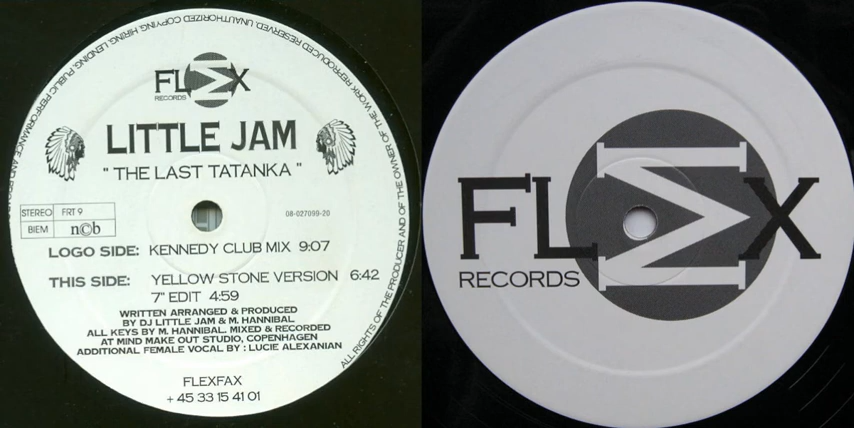 ALL RIGHTS OF THE PRODUCER AND OF THE OWNER OF THE WORK REPRODUCED RESERVED, UNAUTHORIZED COPYING HIRING, LENDING, PUBLIC PERFORMANCE AND
FLEX
RECORDS
LITTLE JAM
" THE LAST TATANKA "
STEREO FRT 9
BIEM n©b
08-027099-20
LOGO SIDE: KENNEDY CLUB MIX 9:07
THIS SIDE: YELLOW STONE VERSION 6:42
7" EDIT 4:59
WRITTEN ARRANGED & PRODUCED
BY DJ LITTLE JAM & M. HANNIBAL
ALL KEYS BY M. HANNIBAL. MIXED & RECORDED
AT MIND MAKE OUT STUDIO, COPENHAGEN
ADDITIONAL FEMALE VOCAL BY : LUCIE ALEXANIAN
FLEXFAX
+ 45 33 15 41 01
FLEX
RECORDS